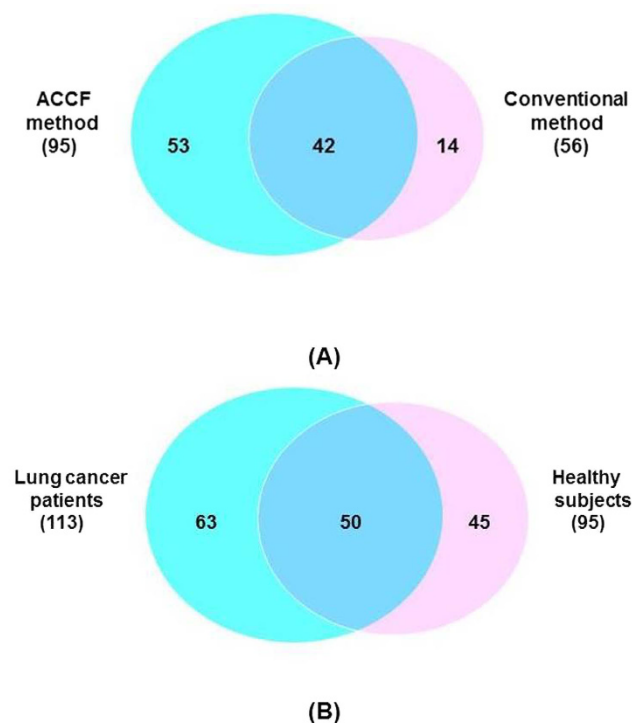 ACCF
method
(95)
53
42
14
Conventional
method
(56)
(A)
Lung cancer
patients
(113)
63
50
45
Healthy
subjects
(95)
(B)